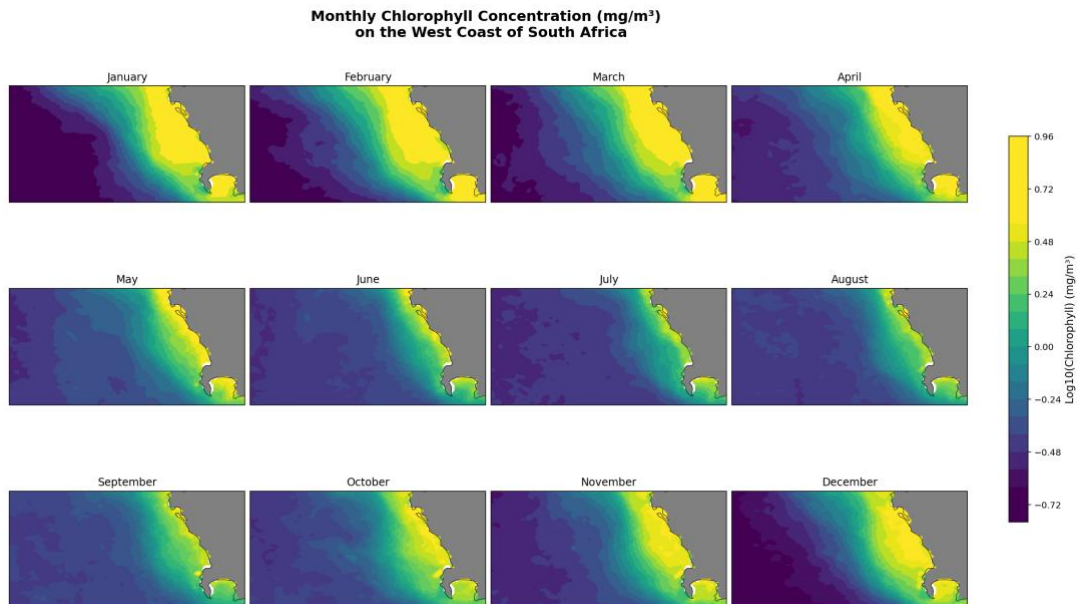 Monthly Chlorophyll Concentration (mg/m³)
on the West Coast of South Africa
January
February
March
April
May
June
July
August
September
October
November
December
0.96
0.72
0.48
0.24
0.00
−0.24
−0.48
−0.72
Log10(Chlorophyll) (mg/m³)